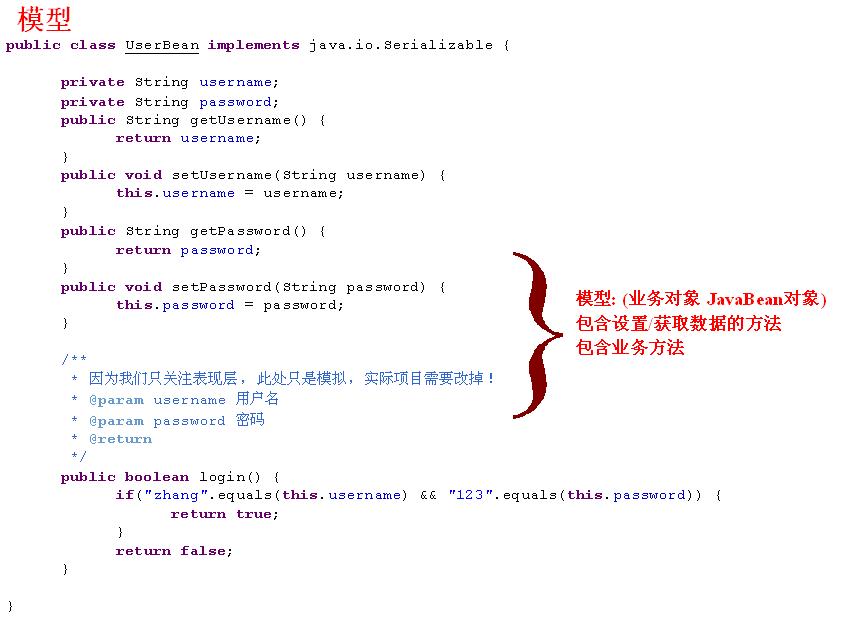 模型
public class UserBean implements java.io.Serializable {
private String username;
private String password;
public String getUsername() {
return username;
}
public void setUsername(String username) {
this.username = username;
}
public String getPassword() {
return password;
}
public void setPassword(String password) {
this.password = password;
}
模型: (业务对象 JavaBean对象)
包含设置/获取数据的方法
包含业务方法
/**
* 因为我们只关注表现层，此处只是模拟，实际项目需要改掉！
* @param username 用户名
* @param password 密码
* @return
*/
public boolean login() {
if("zhang".equals(this.username) && "123".equals(this.password)) {
return true;
}
return false;
}
}